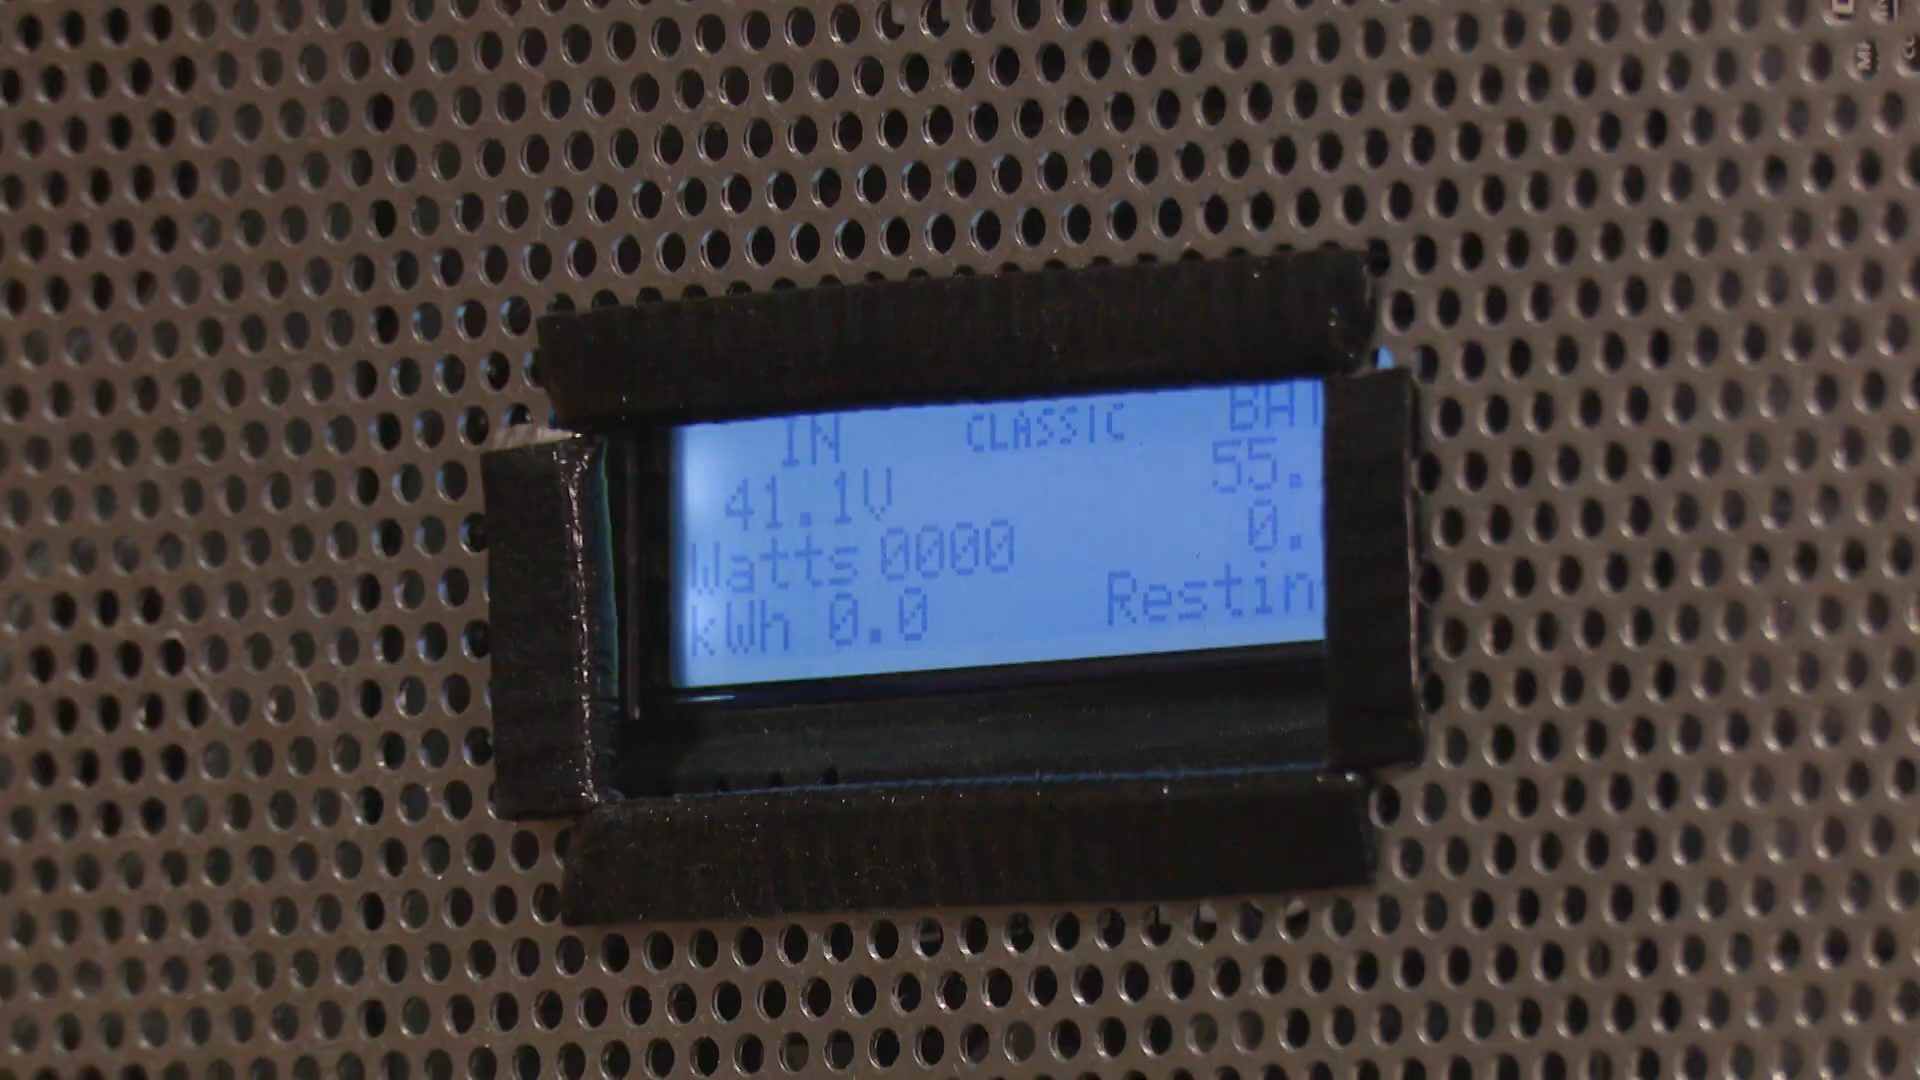 IN CLASSIC BAT
41.1V 55.
Watts 0000 0.
kWh 0.0 Restin